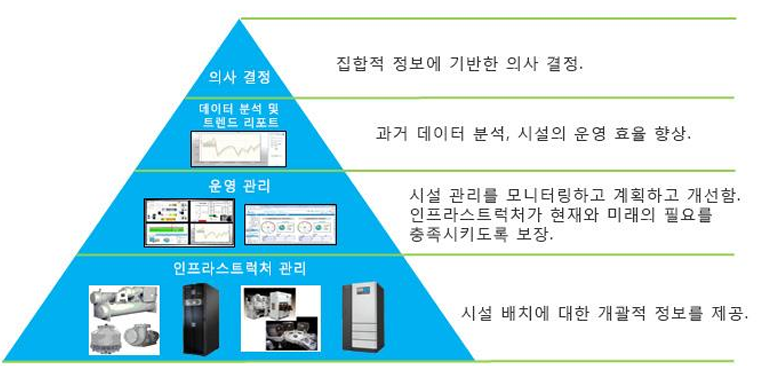 의사 결정
집합적 정보에 기반한 의사 결정.
데이터 분석 및
트렌드 리포트
과거 데이터 분석, 시설의 운영 효율 향상.
운영 관리
시설 관리를 모니터링하고 계획하고 개선함.
인프라스트럭처가 현재와 미래의 필요를
충족시키도록 보장.
인프라스트럭처 관리
시설 배치에 대한 개괄적 정보를 제공.